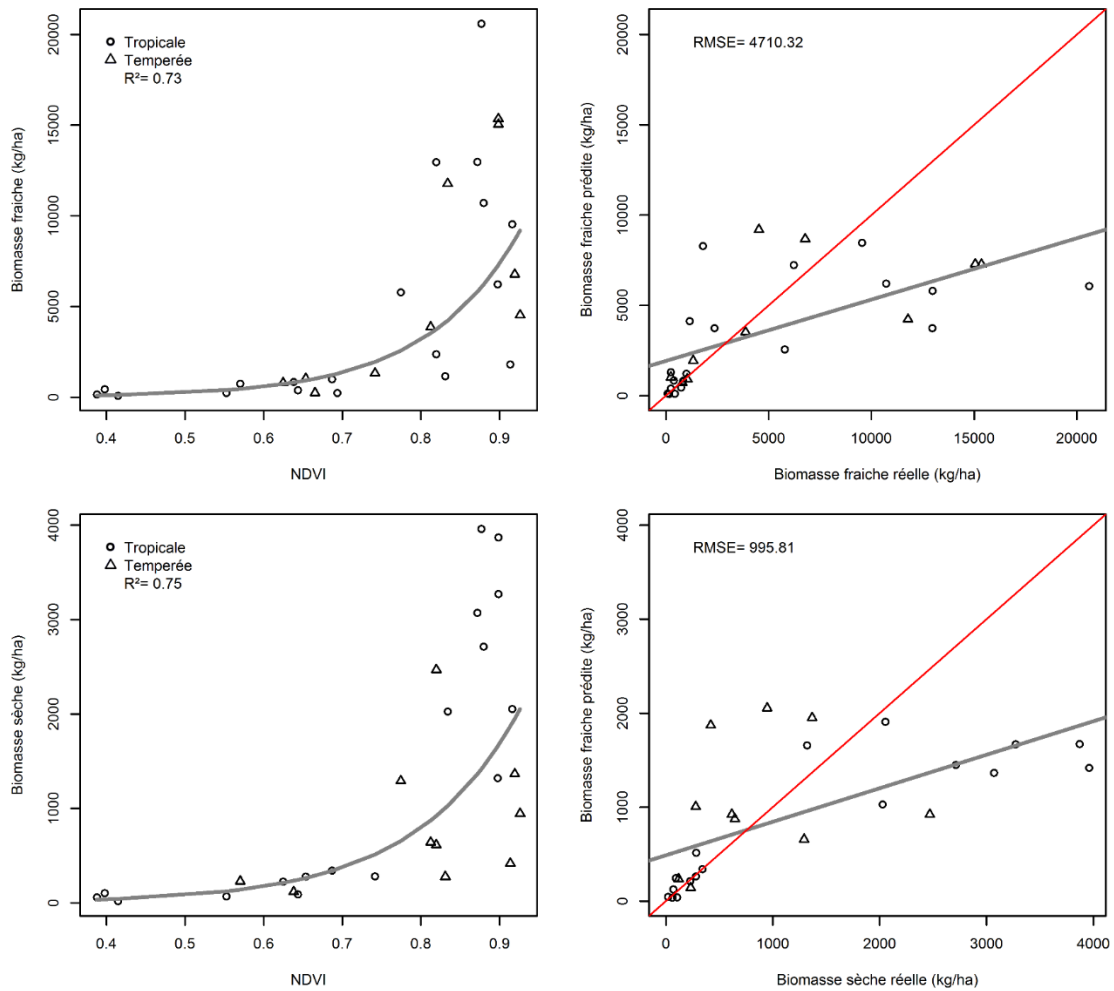 Tropicale
Temperée
R²= 0.73
Biomasse fraiche (kg/ha)
0
5000
10000
15000
20000
0.4 0.5 0.6 0.7 0.8 0.9
NDVI
RMSE= 4710.32
Biomasse fraiche prédite (kg/ha)
0
5000
10000
15000
20000
0 5000 10000 15000 20000
Biomasse fraiche réelle (kg/ha)
Tropicale
Temperée
R²= 0.75
Biomasse sèche (kg/ha)
0
1000
2000
3000
4000
0.4 0.5 0.6 0.7 0.8 0.9
NDVI
RMSE= 995.81
Biomasse fraiche prédite (kg/ha)
0
1000
2000
3000
4000
0 1000 2000 3000 4000
Biomasse sèche réelle (kg/ha)